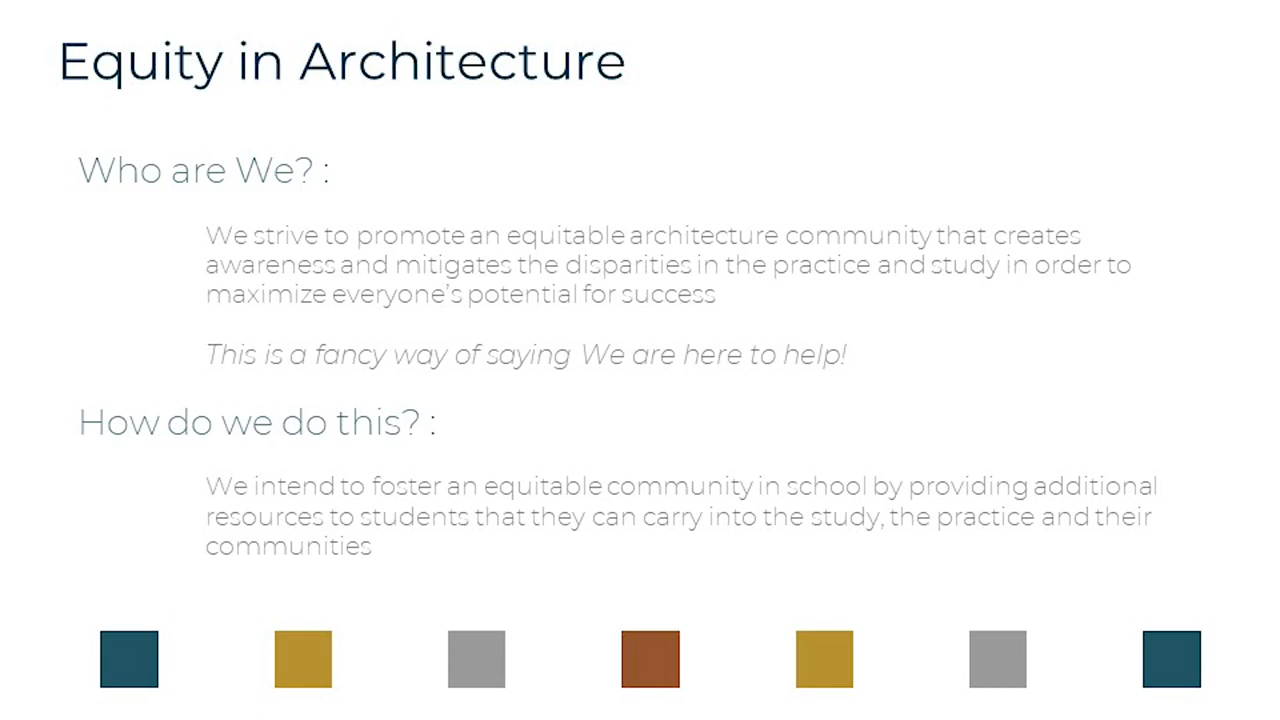 Equity in Architecture
Who are We? :
We strive to promote an equitable architecture community that creates
awareness and mitigates the disparities in the practice and study in order to
maximize everyone's potential for success
This is a fancy way of saying We are here to help!
How do we do this? :
We intend to foster an equitable community in school by providing additional
resources to students that they can carry into the study, the practice and their
communities